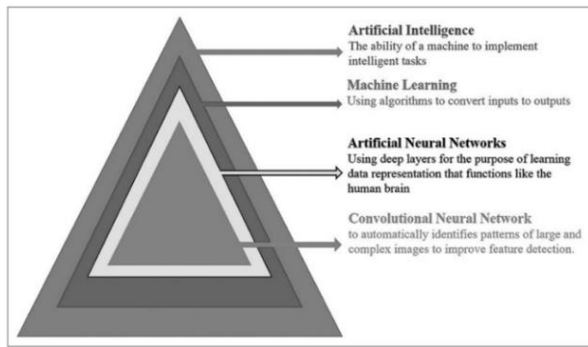 Artificial Intelligence
The ability of a machine to implement
intelligent tasks
Machine Learning
Using algorithms to convert inputs to outputs
Artificial Neural Networks
Using deep layers for the purpose of learning
data representation that functions like the
human brain
Convolutional Neural Network
to automatically identifies patterns of large and
complex images to improve feature detection.